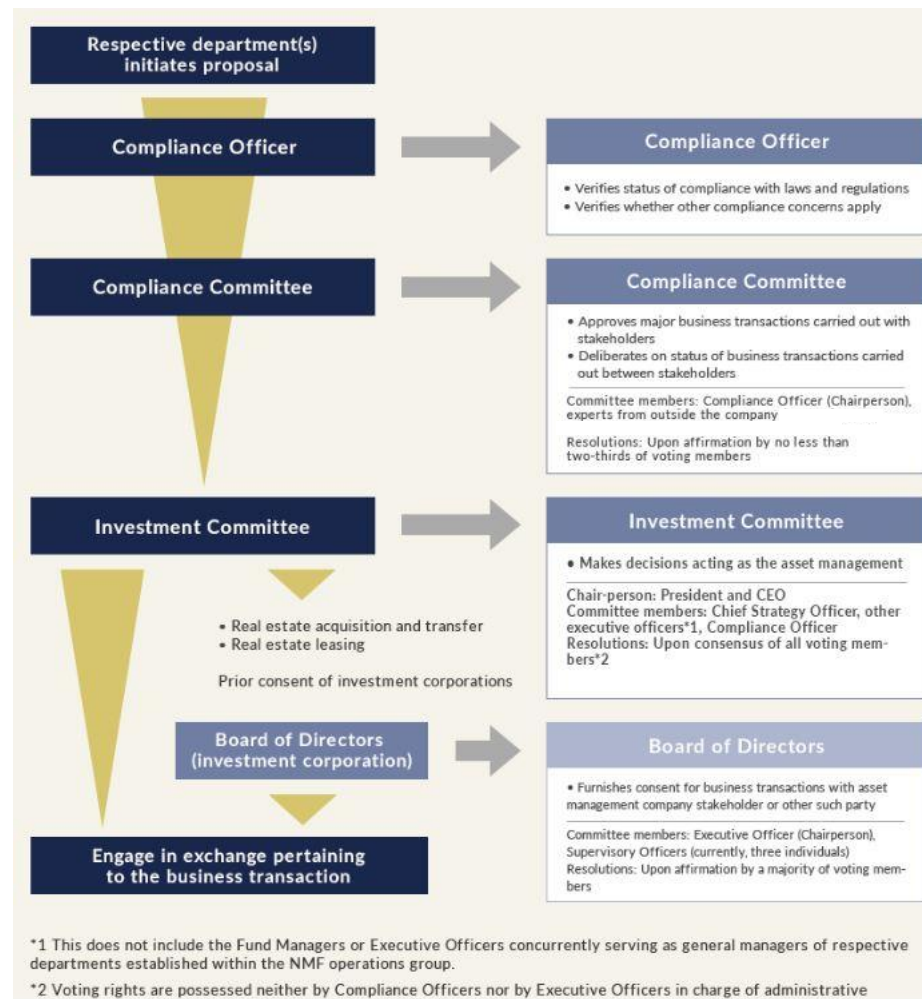 Respective department(s)
initiates proposal
Compliance Officer
Compliance Officer
• Verifies status of compliance with laws and regulations
• Verifies whether other compliance concerns apply
Compliance Committee
Compliance Committee
• Approves major business transactions carried out with
stakeholders
• Deliberates on status of business transactions carried
out between stakeholders
Committee members: Compliance Officer (Chairperson),
experts from outside the company
Resolutions: Upon affirmation by no less than
two-thirds of voting members
Investment Committee
Investment Committee
• Makes decisions acting as the asset management
Chair-person: President and CEO
Committee members: Chief Strategy Officer, other
executive officers*1, Compliance Officer
Resolutions: Upon consensus of all voting mem-
bers*2
• Real estate acquisition and transfer
• Real estate leasing
Prior consent of investment corporations
Board of Directors
(investment corporation)
Board of Directors
• Furnishes consent for business transactions with asset
management company stakeholder or other such party
Committee members: Executive Officer (Chairperson),
Supervisory Officers (currently, three individuals)
Resolutions: Upon affirmation by a majority of voting mem-
bers
Engage in exchange pertaining
to the business transaction
*1 This does not include the Fund Managers or Executive Officers concurrently serving as general managers of respective
departments established within the NMF operations group.
*2 Voting rights are possessed neither by Compliance Officers nor by Executive Officers in charge of administrative